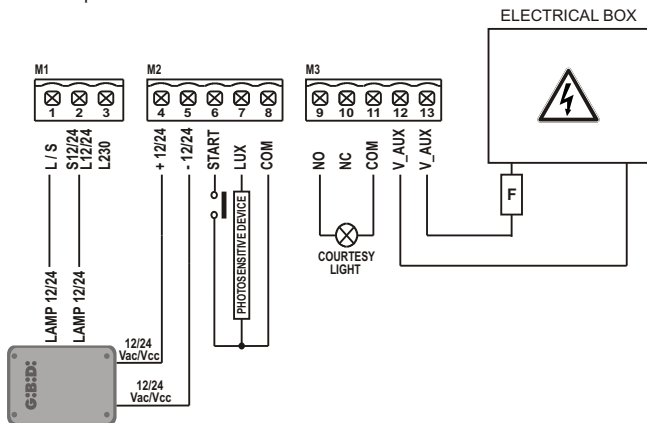 ELECTRICAL BOX
M1
M2
M3
1 2 3
4 5 6 7 8
9 10 11 12 13
L / S
S12/24
L12/24
L230
+ 12/24
- 12/24
START
LUX
COM
NO
NC
COM
V_AUX
V_AUX
F
PHOTOSENSITIVE DEVICE
COURTESY
LIGHT
LAMP 12/24
LAMP 12/24
12/24
Vac/Vcc
12/24
Vac/Vcc
GiBiDi